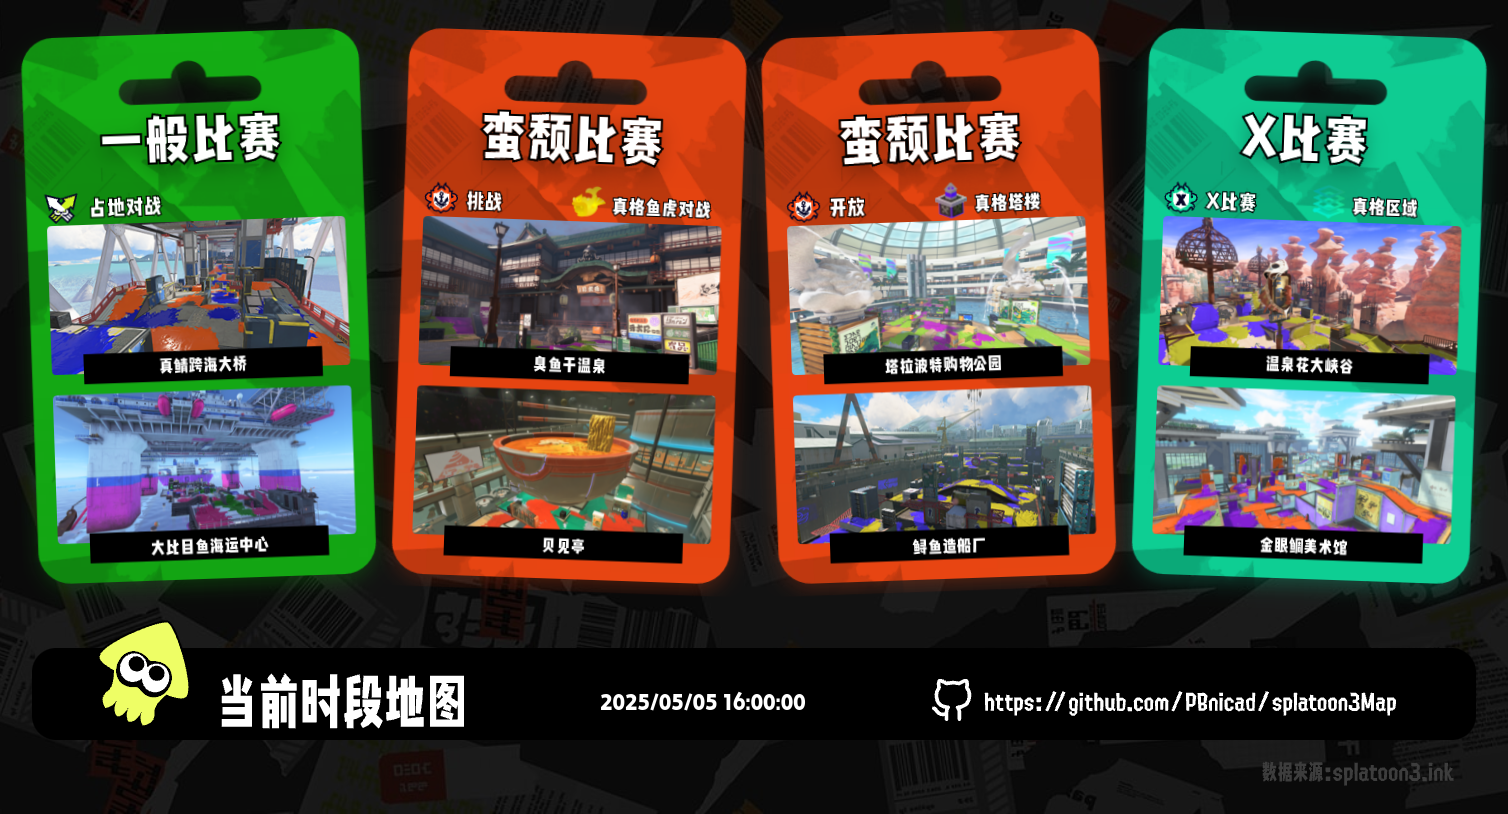 一般比赛
占地对战
真鲷跨海大桥
大比目鱼海运中心
蛮颓比赛
挑战
真格鱼虎对战
臭鱼干温泉
贝见亭
蛮颓比赛
开放
真格塔楼
塔拉波特购物公园
鲟鱼造船厂
X比赛
X比赛
真格区域
温泉花大峡谷
金眼鲷美术馆
当前时段地图
2025/05/05 16:00:00
https://github.com/PBnicad/splatoon3Map
数据来源:splatoon3.ink